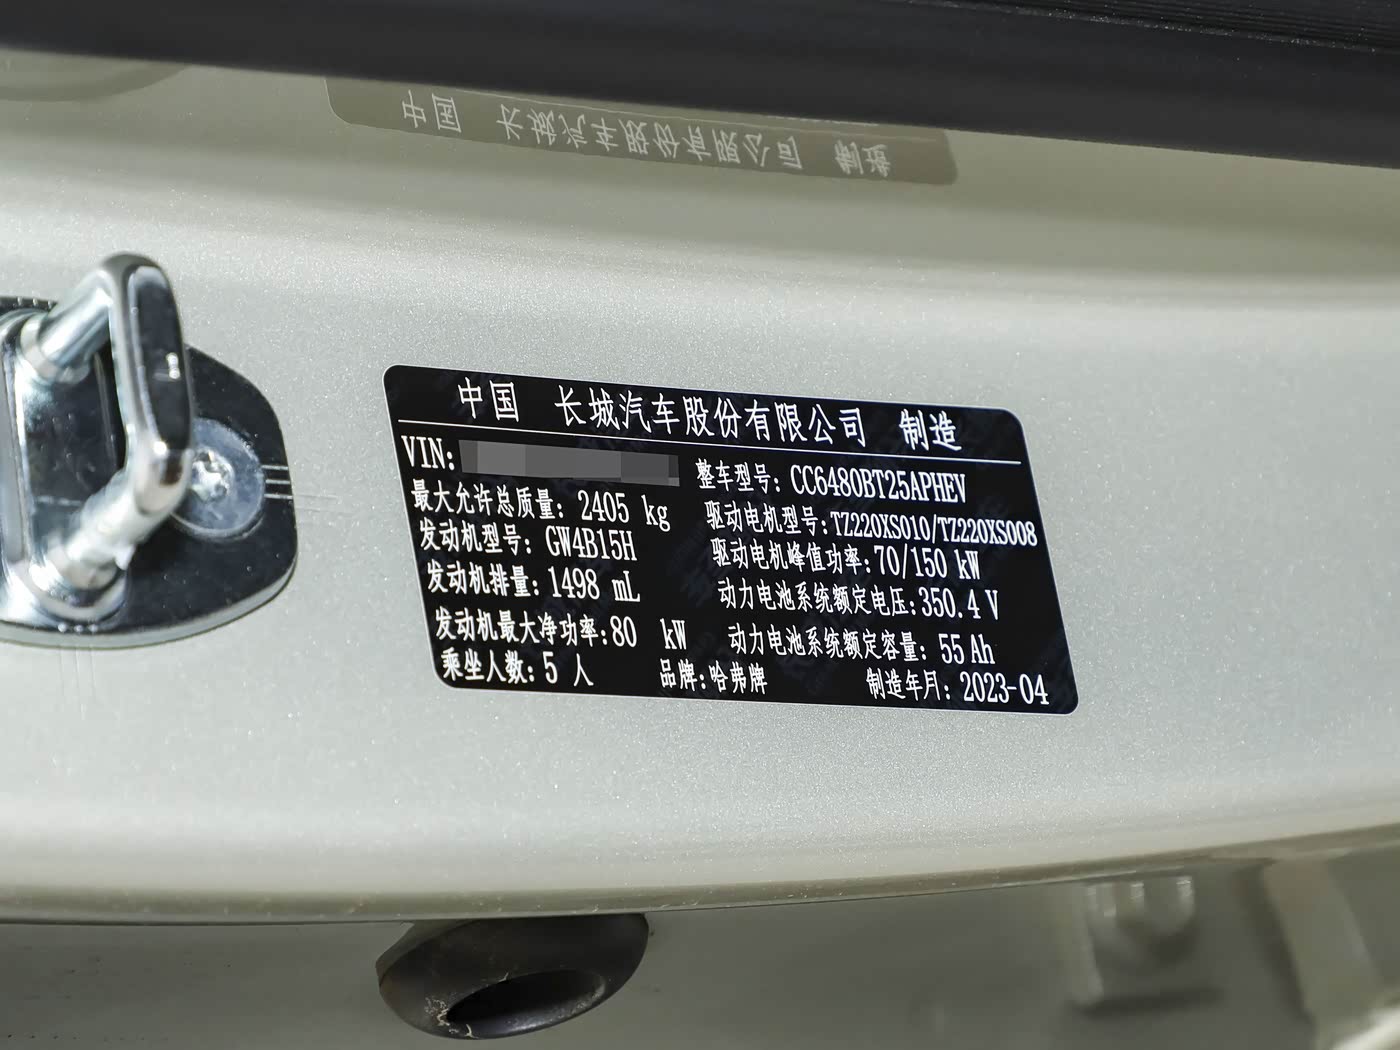 中国 长城汽车股份有限公司 制造
VIN:
整车型号: CC6480BT25APHEV
最大允许总质量: 2405 kg
驱动电机型号:TZ220XS010/TZ220XS008
发动机型号: GW4B15H
驱动电机峰值功率:70/150 kW
发动机排量: 1498 mL
动力电池系统额定电压:350.4 V
发动机最大净功率:80 kW
动力电池系统额定容量: 55 Ah
乘坐人数: 5 人
品牌:哈弗牌
制造年月: 2023-04